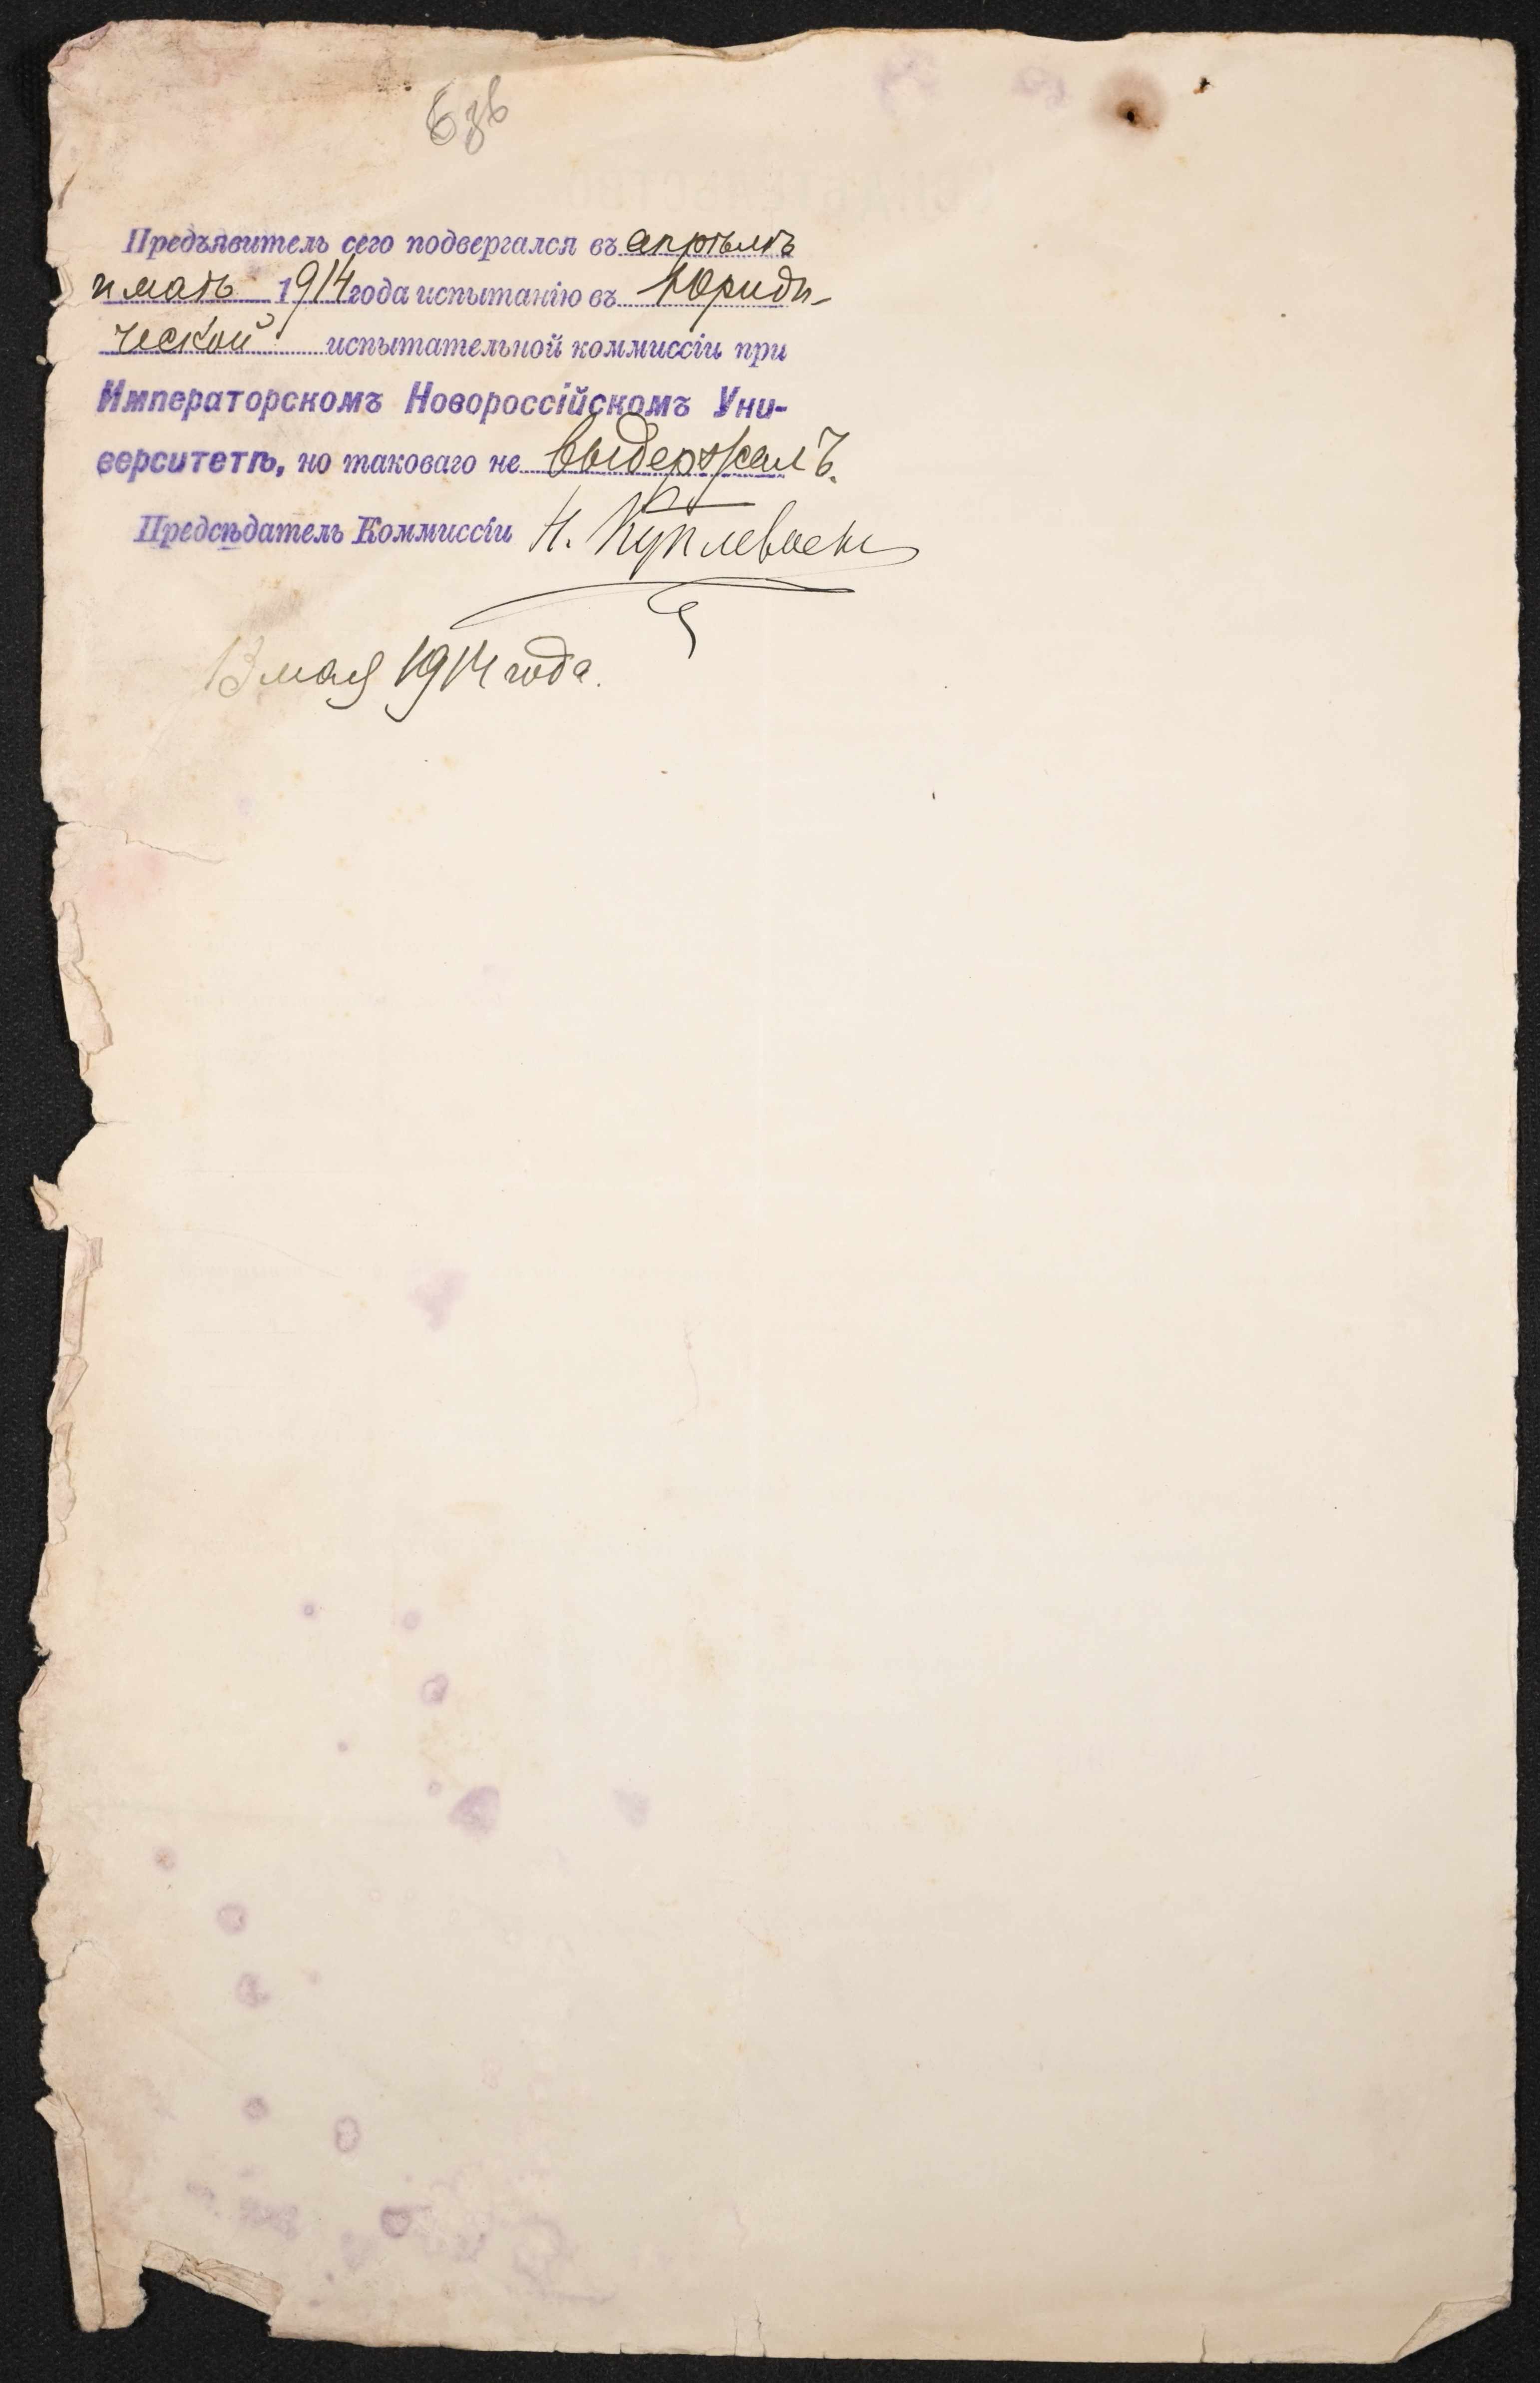 63b
Предъявитель сего подвергался въ апрѣлѣ
и маѣ 1914 года испытанію въ Юриди-
ческой испытательной коммиссіи при
Императорскомъ Новороссійскомъ Уни-
верситетѣ, но таковаго не выдержалъ.
Предсѣдатель Коммиссіи Н. Куплеваскій
13 мая 1914 года.